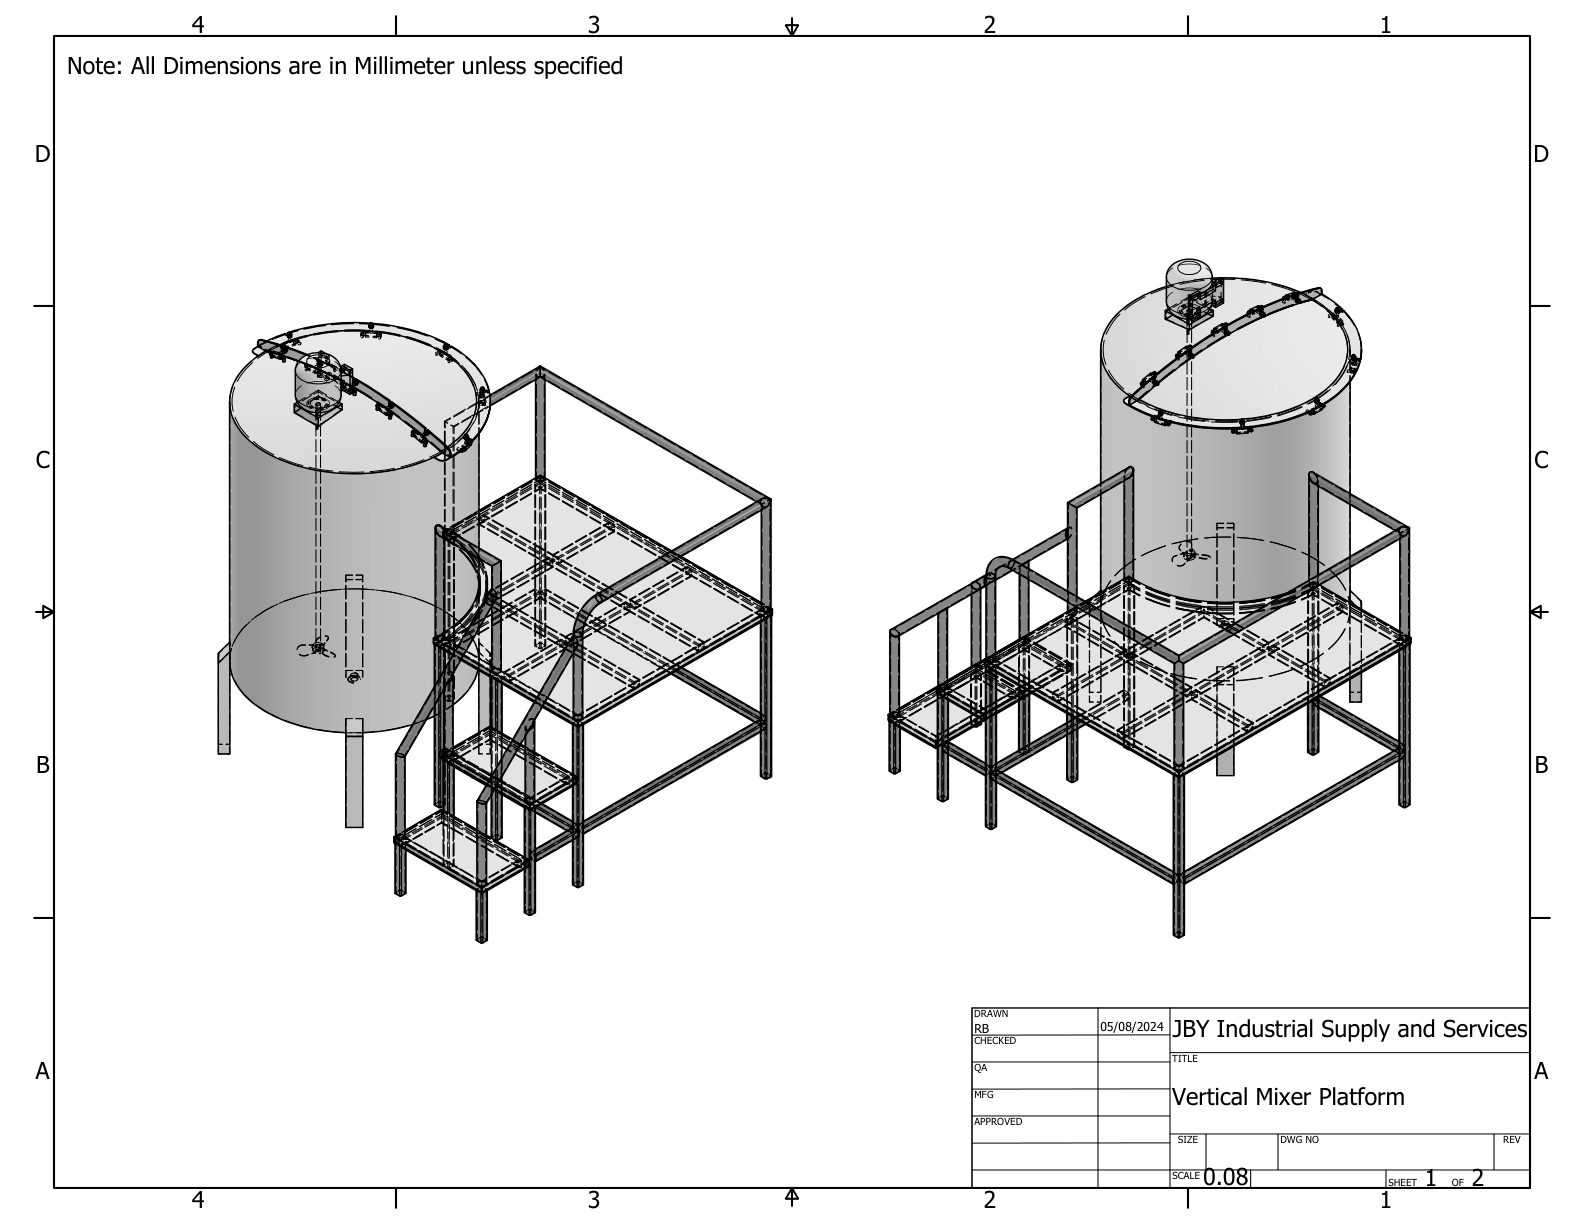 4 3 2 1
Note: All Dimensions are in Millimeter unless specified
D D
C C
B B
DRAWN
RB 05/08/2024
JBY Industrial Supply and Services
CHECKED
TITLE
QA
A A
MFG
Vertical Mixer Platform
APPROVED
SIZE DWG NO REV
SCALE 0.08 SHEET 1 OF 2
4 3 2 1